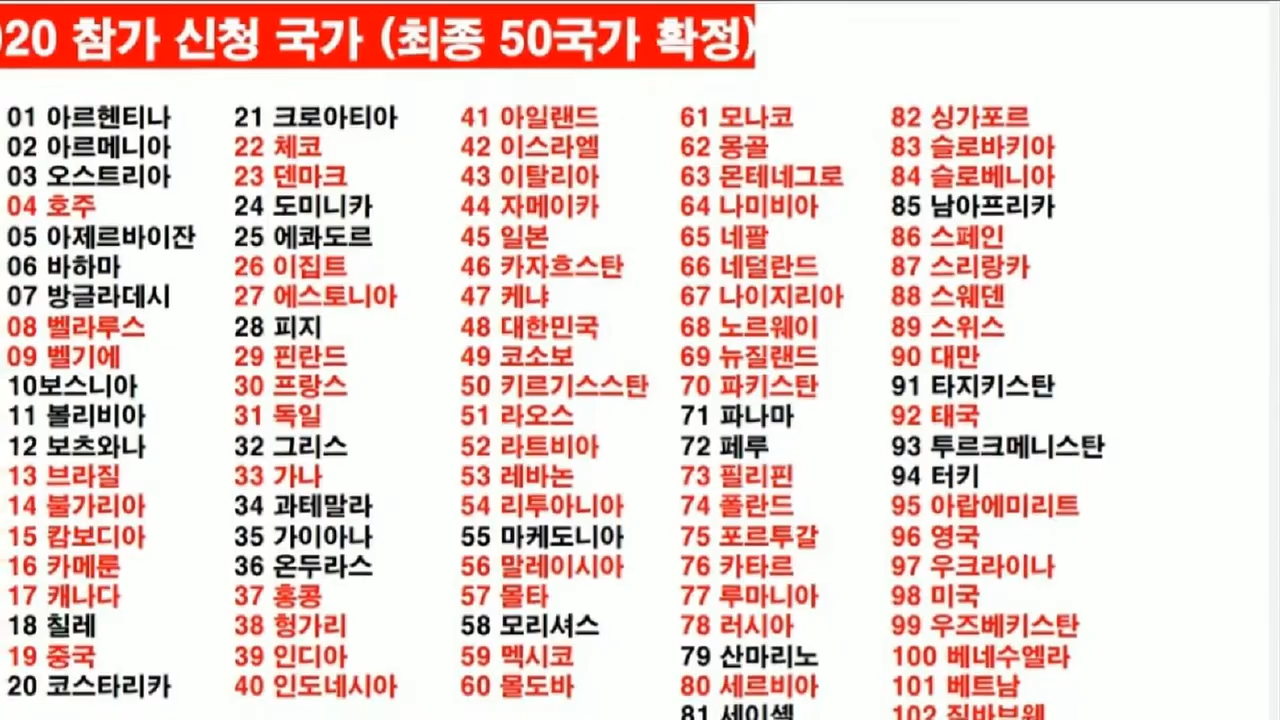 020 참가 신청 국가 (최종 50국가 확정)
01 아르헨티나
02 아르메니아
03 오스트리아
04 호주
05 아제르바이잔
06 바하마
07 방글라데시
08 벨라루스
09 벨기에
10보스니아
11 볼리비아
12 보츠와나
13 브라질
14 불가리아
15 캄보디아
16 카메룬
17 캐나다
18 칠레
19 중국
20 코스타리카
21 크로아티아
22 체코
23 덴마크
24 도미니카
25 에콰도르
26 이집트
27 에스토니아
28 피지
29 핀란드
30 프랑스
31 독일
32 그리스
33 가나
34 과테말라
35 가이아나
36 온두라스
37 홍콩
38 헝가리
39 인디아
40 인도네시아
41 아일랜드
42 이스라엘
43 이탈리아
44 자메이카
45 일본
46 카자흐스탄
47 케냐
48 대한민국
49 코소보
50 키르기스스탄
51 라오스
52 라트비아
53 레바논
54 리투아니아
55 마케도니아
56 말레이시아
57 몰타
58 모리셔스
59 멕시코
60 몰도바
61 모나코
62 몽골
63 몬테네그로
64 나미비아
65 네팔
66 네덜란드
67 나이지리아
68 노르웨이
69 뉴질랜드
70 파키스탄
71 파나마
72 페루
73 필리핀
74 폴란드
75 포르투갈
76 카타르
77 루마니아
78 러시아
79 산마리노
80 세르비아
81 세이셸
82 싱가포르
83 슬로바키아
84 슬로베니아
85 남아프리카
86 스페인
87 스리랑카
88 스웨덴
89 스위스
90 대만
91 타지키스탄
92 태국
93 투르크메니스탄
94 터키
95 아랍에미리트
96 영국
97 우크라이나
98 미국
99 우즈베키스탄
100 베네수엘라
101 베트남
102 짐바브웨